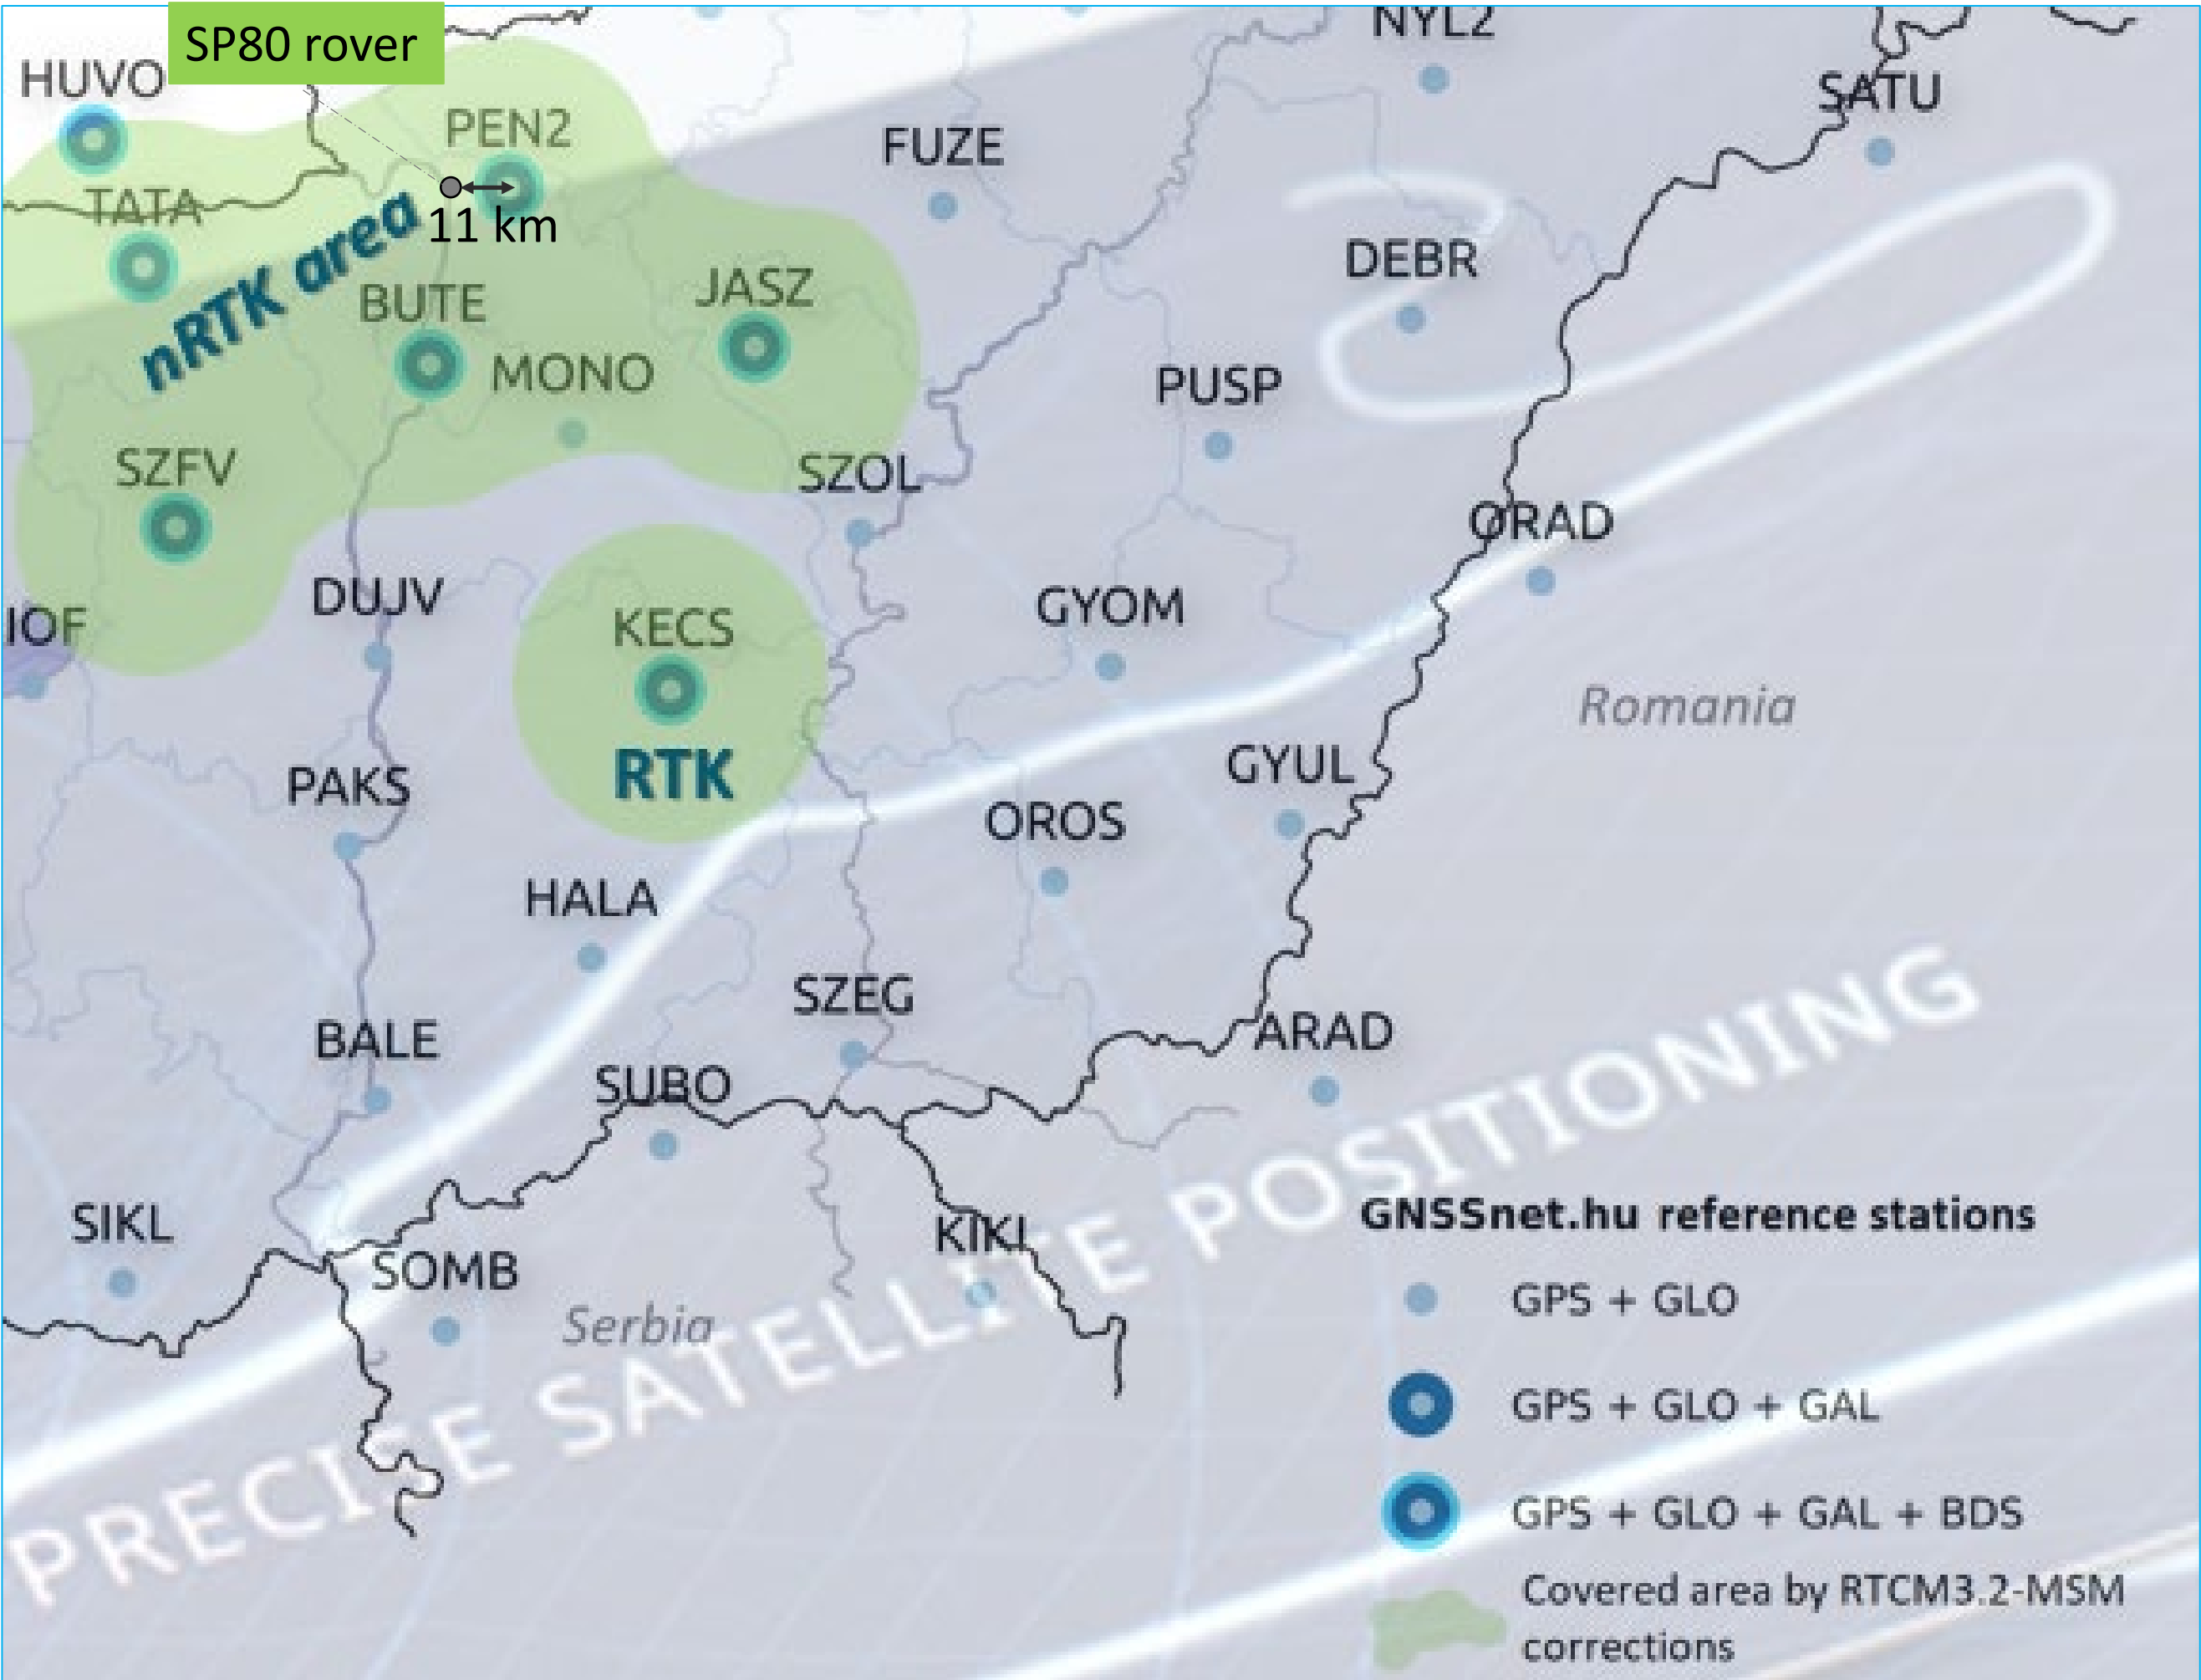 NYL2
SP80 rover
HUVO
SATU
PEN2
FUZE
TATA
11 km
nRTK area
DEBR
BUTE
JASZ
MONO
PUSP
SZFV
SZOL
ORAD
DUJV
GYOM
IOF
KECS
Romania
RTK
PAKS
GYUL
OROS
HALA
SZEG
BALE
ARAD
SUBO
PRECISE SATELLITE POSITIONING
SIKL
KIKI
SOMB
Serbia
GNSSnet.hu reference stations
GPS + GLO
GPS + GLO + GAL
GPS + GLO + GAL + BDS
Covered area by RTCM3.2-MSM
corrections